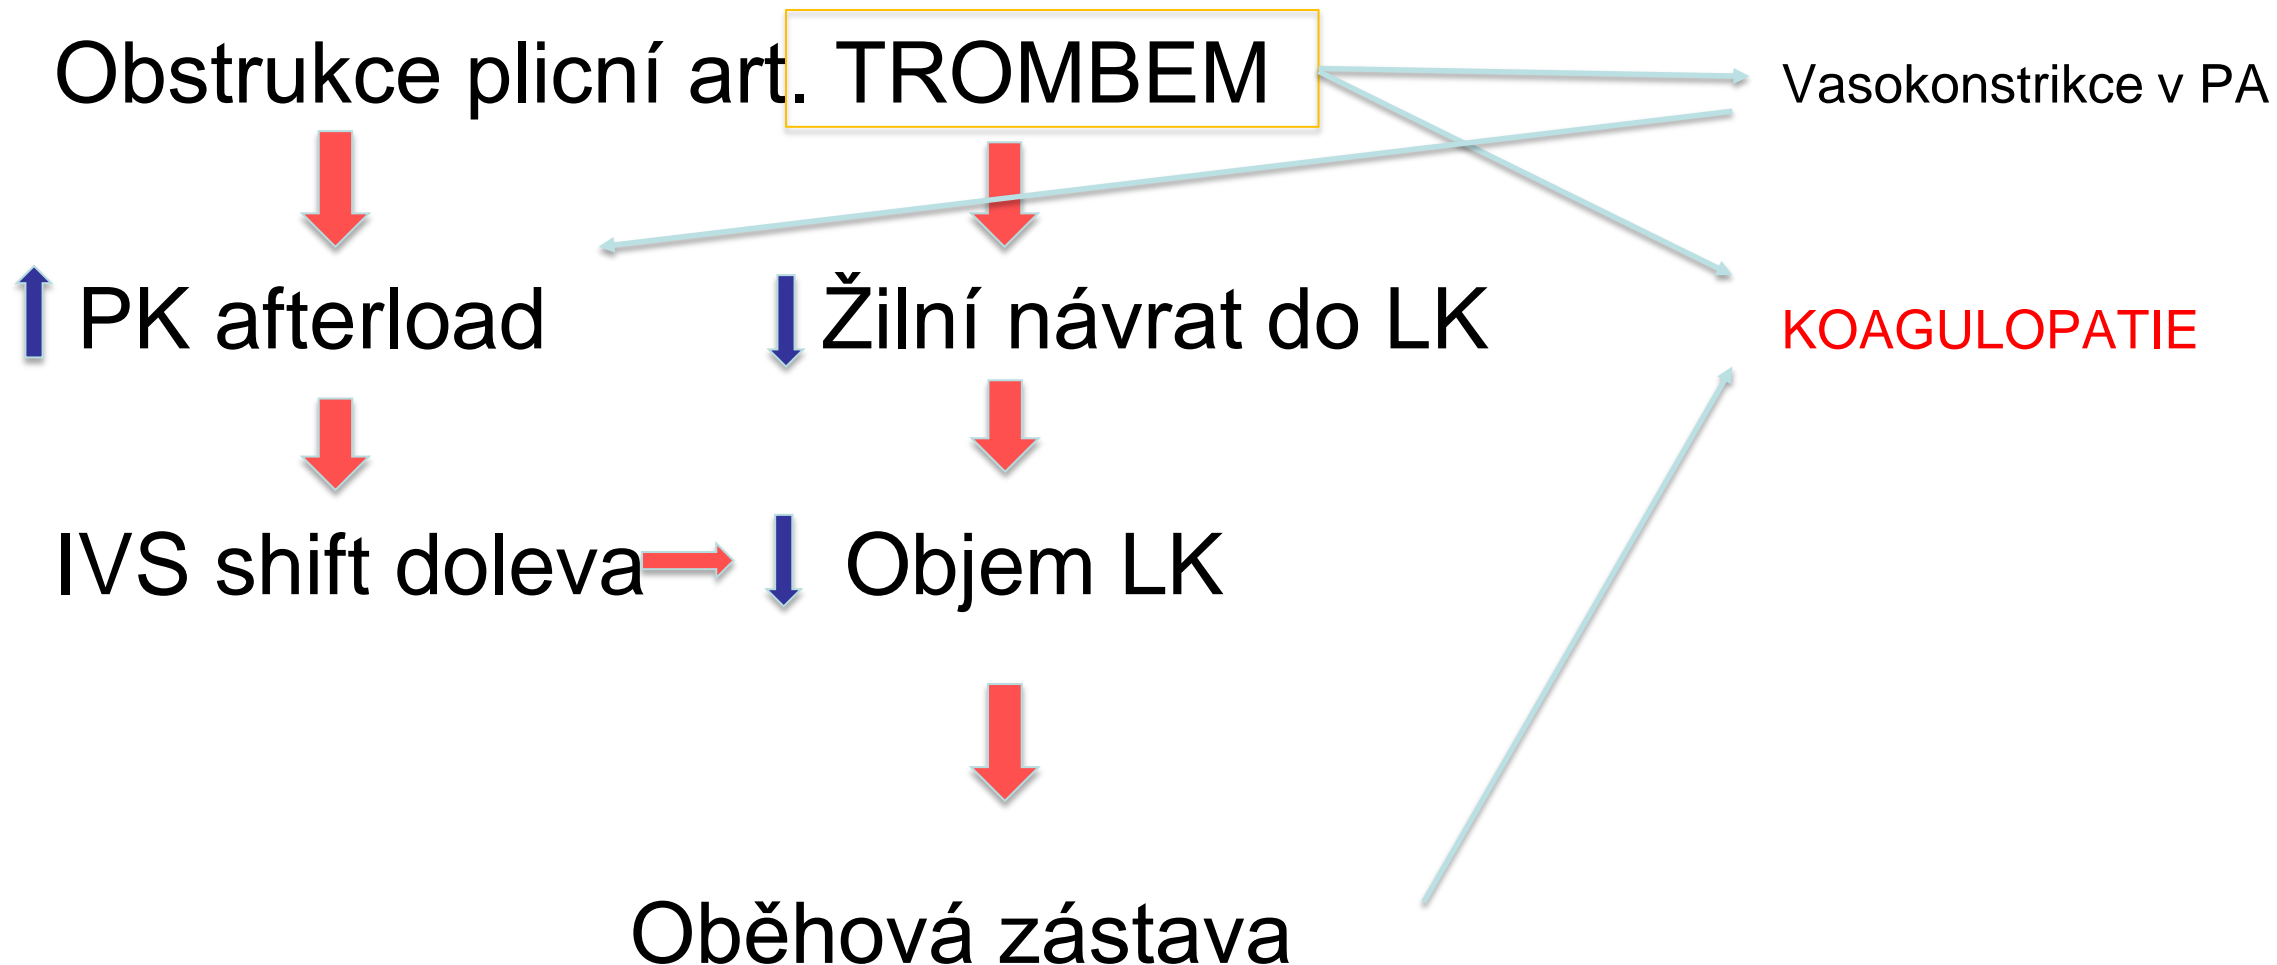 Obstrukce plicní art. TROMBEM
Vasokonstrikce v PA
PK afterload
Žilní návrat do LK
KOAGULOPATIE
IVS shift doleva
Objem LK
Oběhová zástava